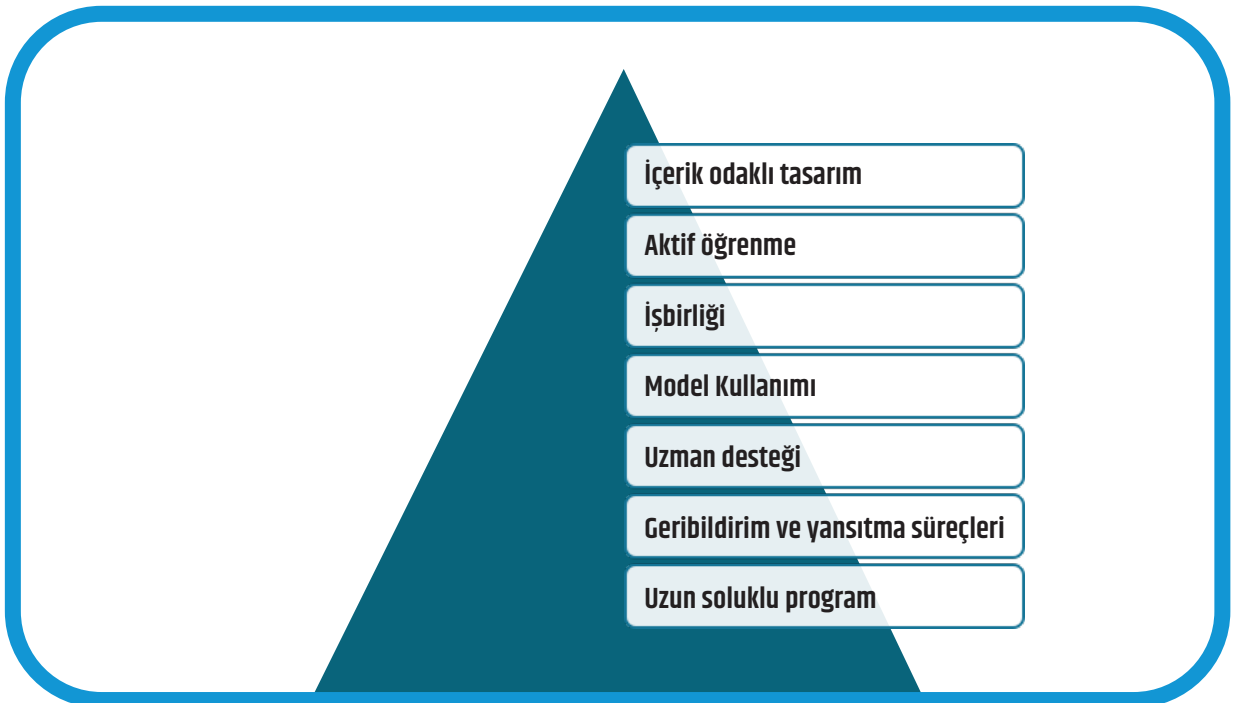 İçerik odaklı tasarım
Aktif öğrenme
İşbirliği
Model Kullanımı
Uzman desteği
Geribildirim ve yansıtma süreçleri
Uzun soluklu program